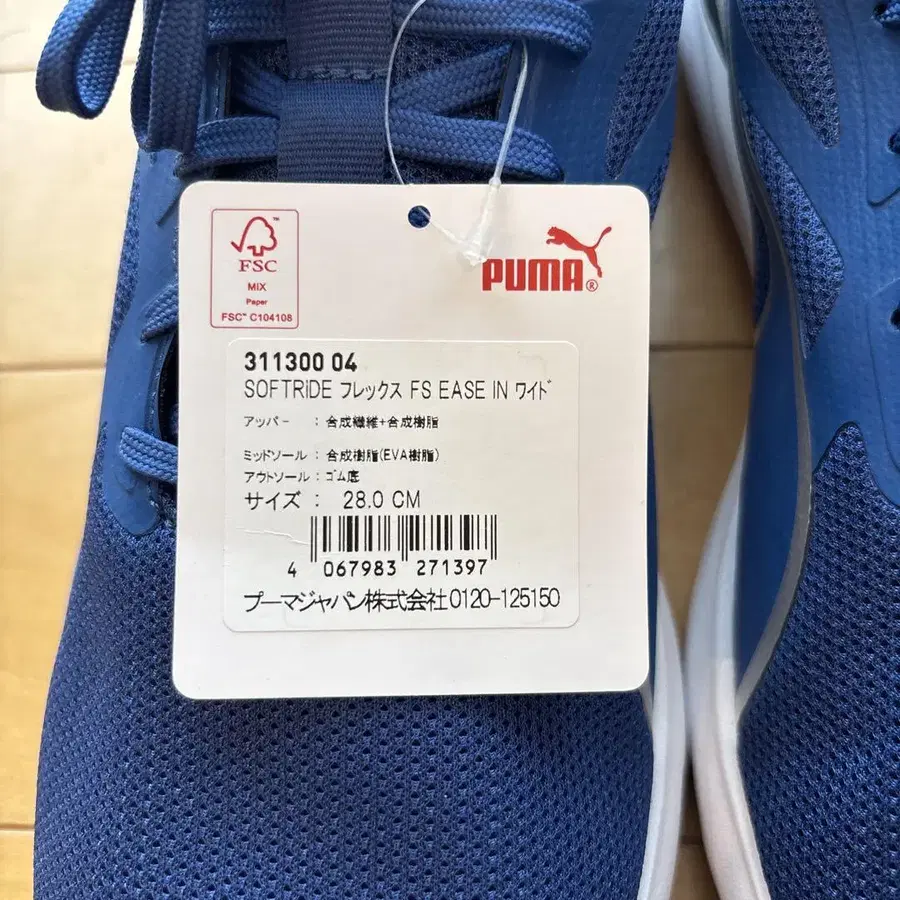 FSC
MIX
Paper
FSC™ C104108
PUMA®
311300 04
SOFTRiDE フレックス FS EASE IN ワイド
アッパー : 合成繊維+合成樹脂
ミッドソール : 合成樹脂(EVA樹脂)
アウトソール : ゴム底
サイズ : 28.0 CM
4 067983 271397
プーマジャパン株式会社0120-125150